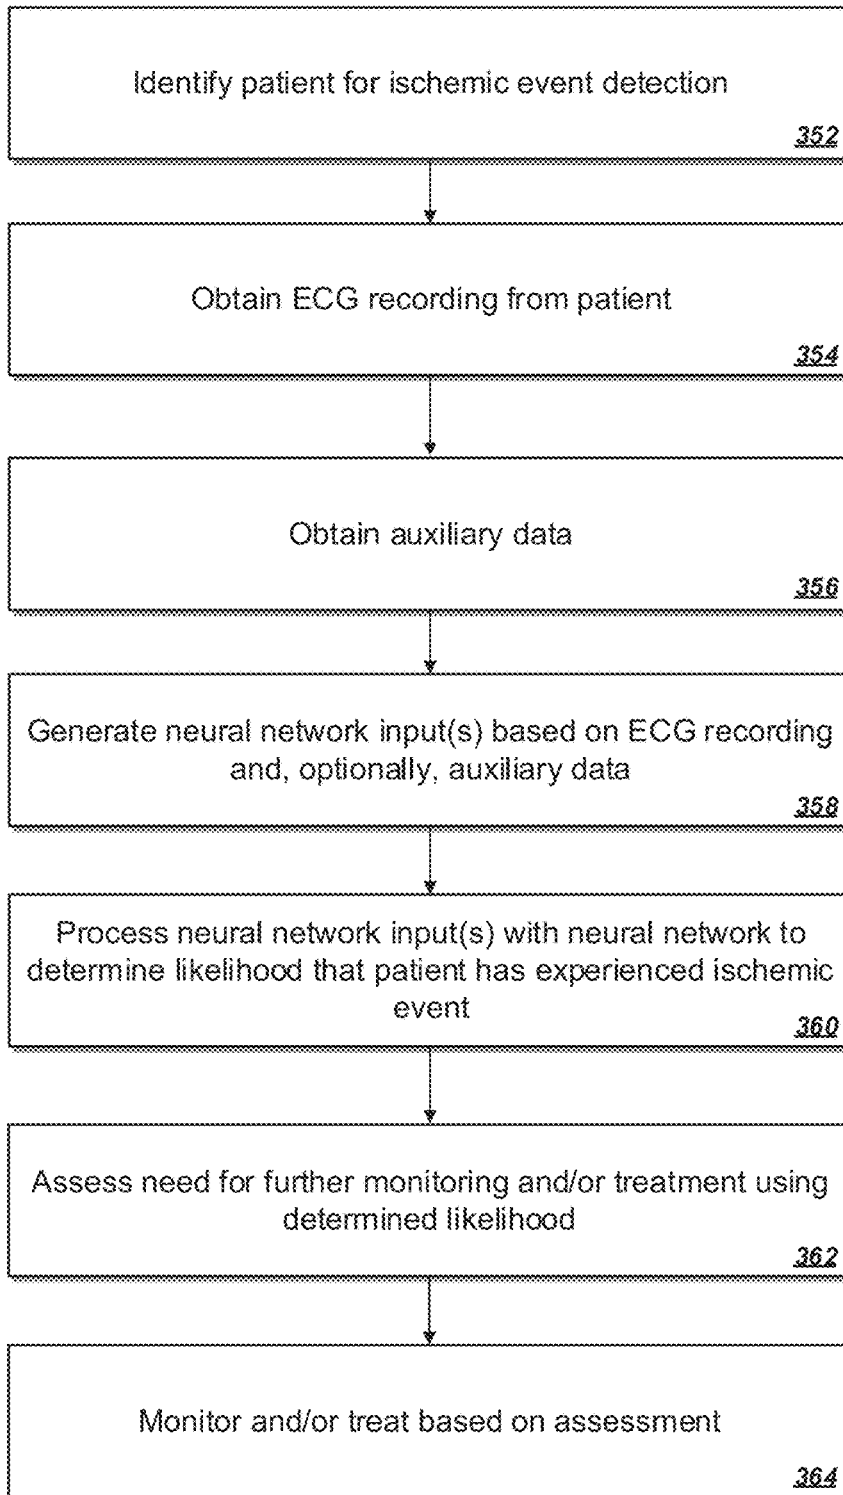 Identify patient for ischemic event detection
352
Obtain ECG recording from patient
354
Obtain auxiliary data
356
Generate neural network input(s) based on ECG recording
and, optionally, auxiliary data
358
Process neural network input(s) with neural network to
determine likelihood that patient has experienced ischemic
event
360
Assess need for further monitoring and/or treatment using
determined likelihood
362
Monitor and/or treat based on assessment
364